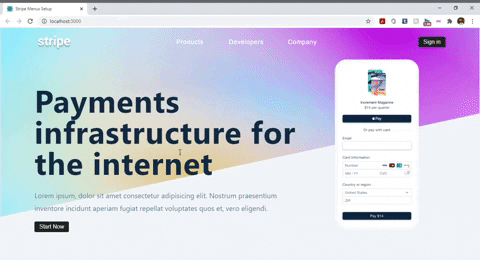 Stripe Menus Setup
localhost:3000
stripe
Products
Developers
Company
Sign in
Payments
infrastructure for
the internet
Lorem ipsum, dolor sit amet consectetur adipisicing elit. Nostrum praesentium
inventore dicunt aperiam fugiat repellat voluptates quos et, vero eligendi.
Start Now
Increment Magazine
$14 per quarter
Pay
Or pay with card
Email
Card Information
Number
MM / YY
CVC
Country or region
United States
ZIP
Pay $14